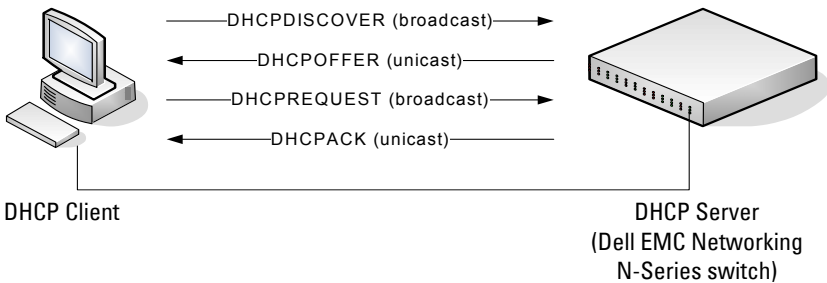 DHCPDISCOVER (broadcast)
DHCPOFFER (unicast)
DHCPREQUEST (broadcast)
DHCPACK (unicast)
DHCP Client
DHCP Server
(Dell EMC Networking
N-Series switch)